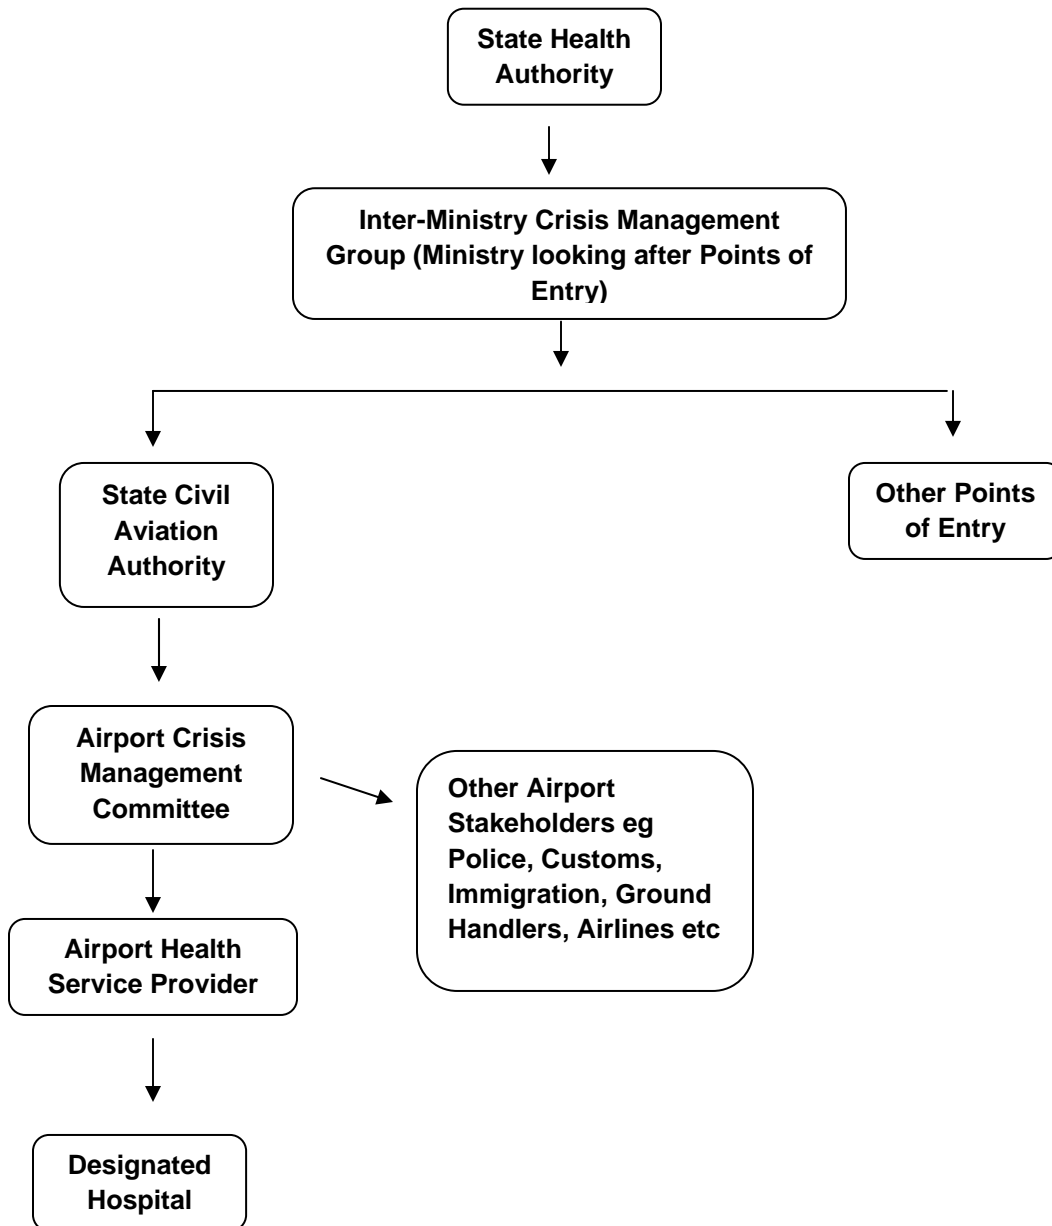 State Health
Authority
Inter-Ministry Crisis Management
Group (Ministry looking after Points of
Entry)
State Civil
Aviation
Authority
Other Points
of Entry
Airport Crisis
Management
Committee
Other Airport
Stakeholders eg
Police, Customs,
Immigration, Ground
Handlers, Airlines etc
Airport Health
Service Provider
Designated
Hospital